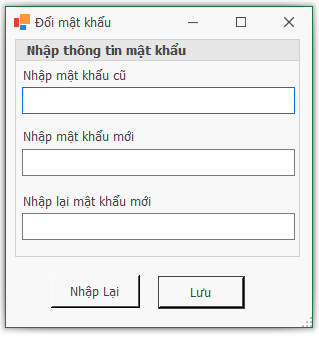 Đổi mật khẩu
Nhập thông tin mật khẩu
Nhập mật khẩu cũ
Nhập mật khẩu mới
Nhập lại mật khẩu mới
Nhập Lại
Lưu